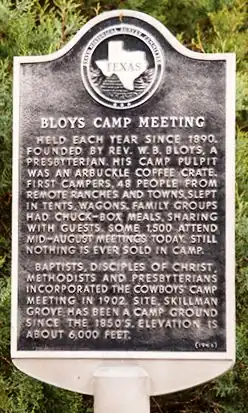 TEXAS HISTORICAL SURVEY COMMITTEE
TEXAS
BLOYS CAMP MEETING
HELD EACH YEAR SINCE 1890.
FOUNDED BY REV. W. B. BLOYS, A
PRESBYTERIAN. HIS CAMP PULPIT
WAS AN ARBUCKLE COFFEE CRATE.
FIRST CAMPERS, 48 PEOPLE FROM
REMOTE RANCHES AND TOWNS, SLEPT
IN TENTS, WAGONS. FAMILY GROUPS
HAD CHUCK-BOX MEALS, SHARING
WITH GUESTS. SOME 1,500 ATTEND
MID-AUGUST MEETINGS TODAY. STILL
NOTHING IS EVER SOLD IN CAMP.
BAPTISTS, DISCIPLES OF CHRIST,
METHODISTS AND PRESBYTERIANS
INCORPORATED THE COWBOYS' CAMP
MEETING IN 1902. SITE, SKILLMAN
GROVE, HAS BEEN A CAMP GROUND
SINCE THE 1850'S. ELEVATION IS
ABOUT 6,000 FEET.